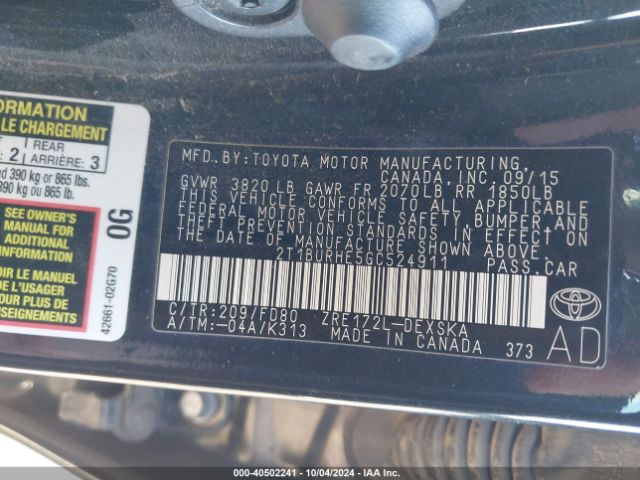 ORMATION
LE CHARGEMENT
2 REAR ARRIÈRE: 3
d 390 kg or 865 lbs.
390 kg ou 865 lb.
SEE OWNER'S
MANUAL FOR
ADDITIONAL
INFORMATION
OIR LE MANUEL
DE L'USAGER
POUR PLUS DE
NSEIGNEMENTS
OG
42661-02G70
MFD.BY:TOYOTA MOTOR MANUFACTURING,
CANADA, INC. 09/15
GVWR 3820 LB GAWR FR 2070LB RR 1850LB
THIS VEHICLE CONFORMS TO ALL APPLICABLE
FEDERAL MOTOR VEHICLE SAFETY, BUMPER, AND
THEFT PREVENTION STANDARDS IN EFFECT ON
THE DATE OF MANUFACTURE SHOWN ABOVE.
2T1BURHE5GC524911 PASS.CAR
C/TR:209/FD80 ZRE172L-DEXSKA
A/TM:-04A/K313 MADE IN CANADA 373
TOYOTA
AD
000-40502241 - 10/04/2024 - IAA Inc.